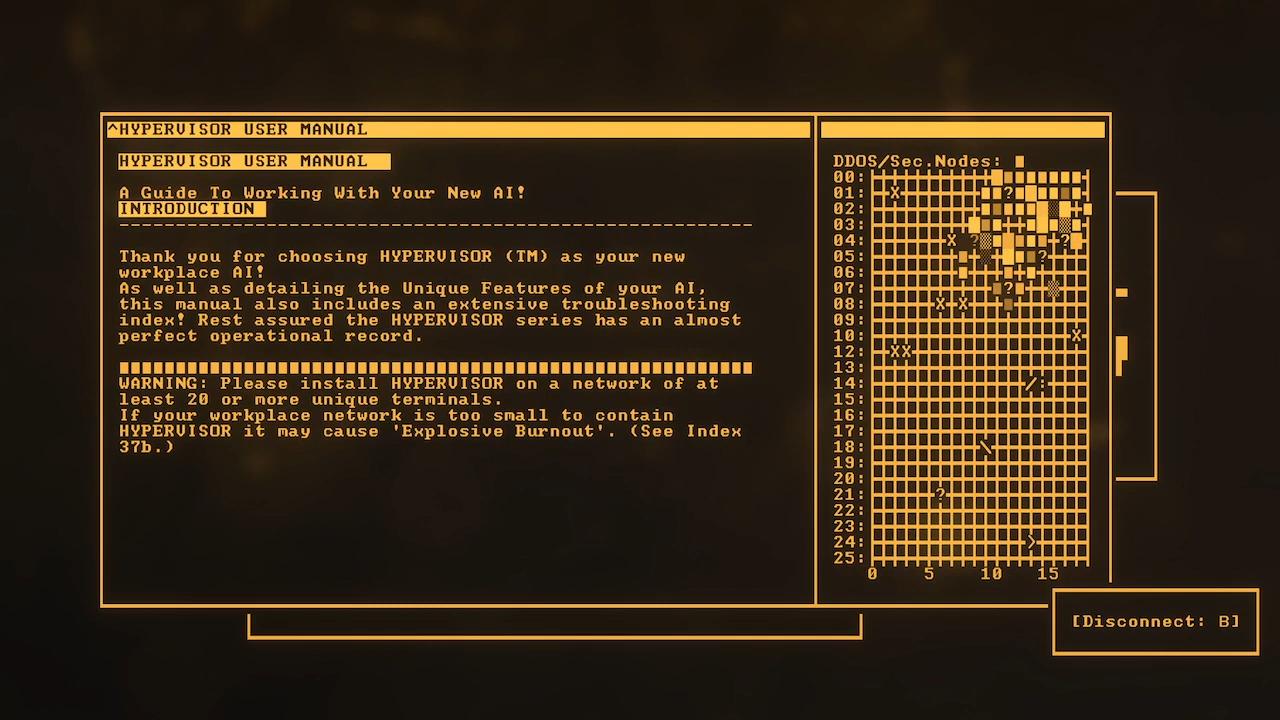 ^HYPERVISOR USER MANUAL
HYPERVISOR USER MANUAL
A Guide To Working With Your New AI!
INTRODUCTION
---------------------------------------------------------
Thank you for choosing HYPERVISOR (TM) as your new
workplace AI!
As well as detailing the Unique Features of your AI,
this manual also includes an extensive troubleshooting
index! Rest assured the HYPERVISOR series has an almost
perfect operational record.
WARNING: Please install HYPERVISOR on a network of at
least 20 or more unique terminals.
If your workplace network is too small to contain
HYPERVISOR it may cause 'Explosive Burnout'. (See Index
37b.)
DDOS/Sec.Nodes:
00:
01: X ?
02:
03:
04: X ? ?
05: ?
06:
07: ?
08: X X
09:
10: X
12: XX
13:
14: /:
15:
16:
17:
18: \
19:
20:
21: ?
22:
23:
24: >
25:
0 5 10 15
[Disconnect: B]